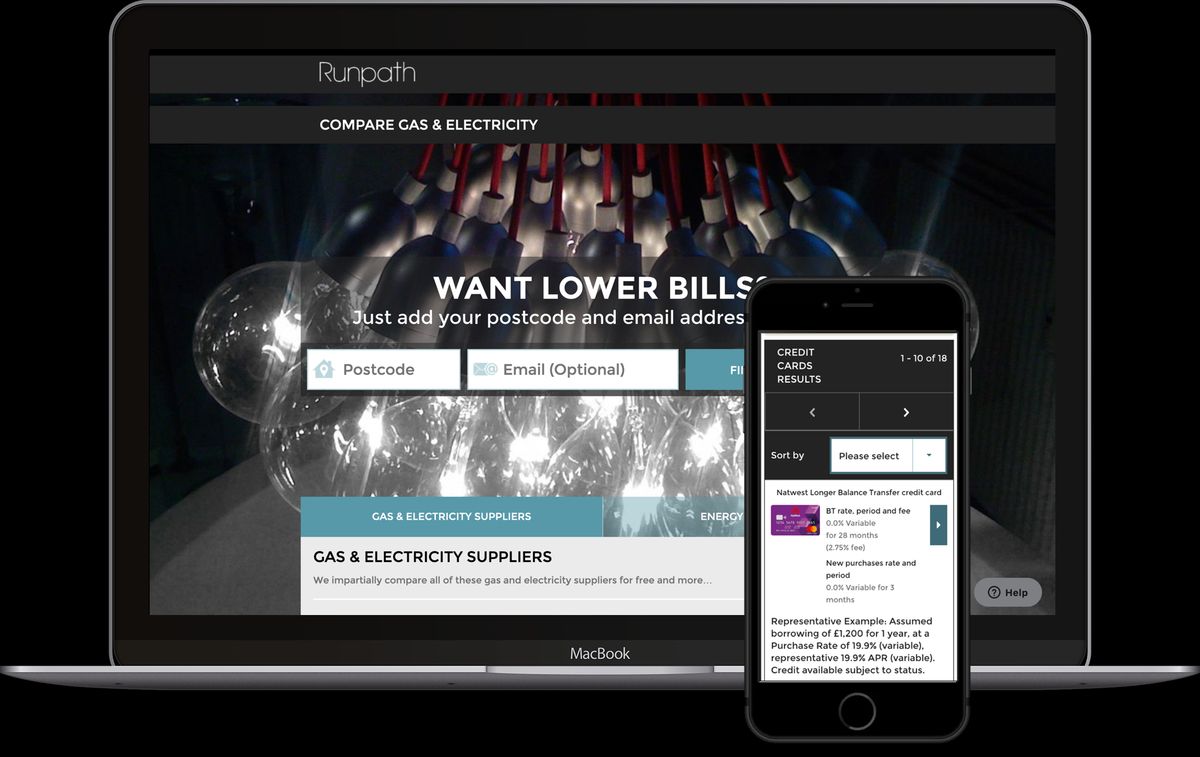 Runpath
COMPARE GAS & ELECTRICITY
WANT LOWER BILLS
Just add your postcode and email
Postcode
Email (Optional)
GAS & ELECTRICITY SUPPLIERS
ENERGY
GAS & ELECTRICITY SUPPLIERS
We impartially compare all of these gas and electricity suppliers for free and more...
Help
MacBook
CREDIT
CARDS
RESULTS
1 - 10 of 18
Sort by
Please select
Natwest Longer Balance Transfer credit card
BT rate, period and fee
0.0% Variable
for 28 months
(2.75% fee)
New purchases rate and
period
0.0% Variable for 3
months
Representative Example: Assumed
borrowing of £1,200 for 1 year, at a
Purchase Rate of 19.9% (variable),
representative 19.9% APR (variable).
Credit available subject to status.